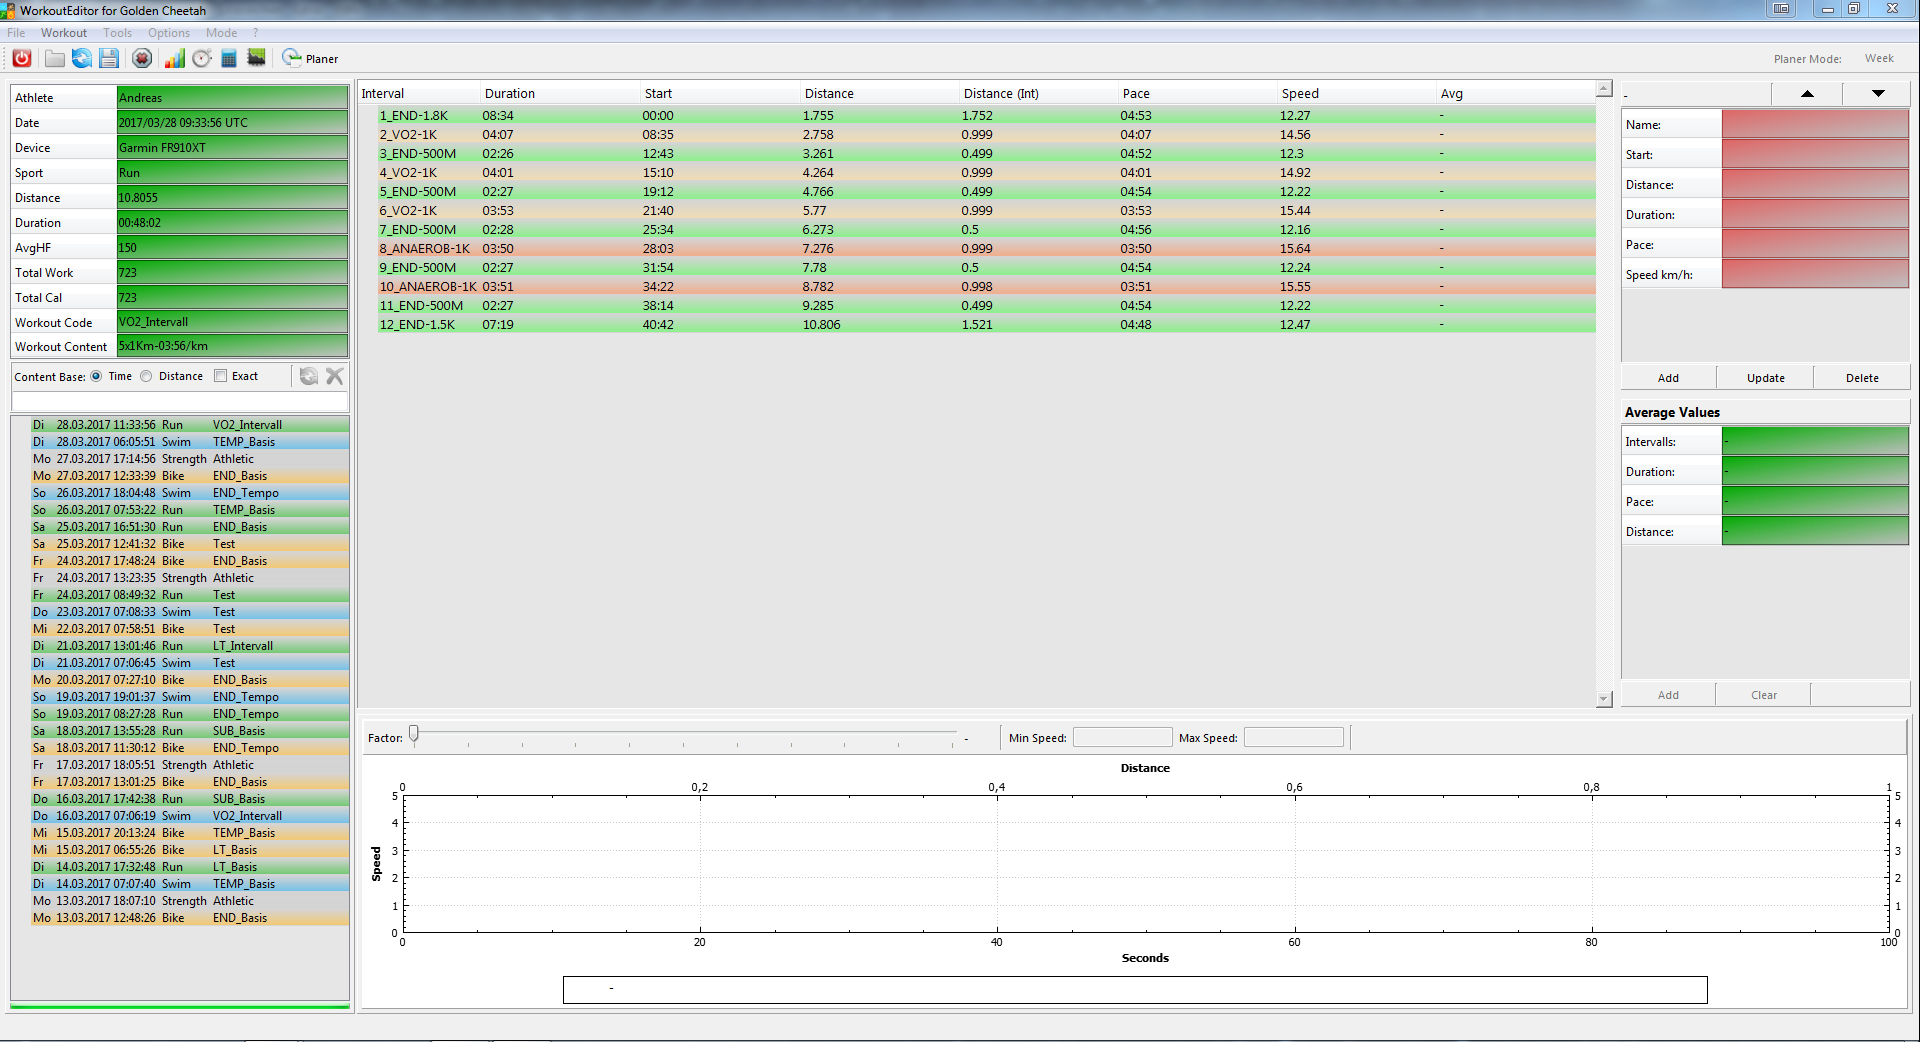 WorkoutEditor for Golden Cheetah
File Workout Tools Options Mode ?
Planer
Planer Mode: Week
Athlete Andreas
Date 2017/03/28 09:33:56 UTC
Device Garmin FR910XT
Sport Run
Distance 10.8055
Duration 00:48:02
AvgHF 150
Total Work 723
Total Cal 723
Workout Code VO2_Intervall
Workout Content 5x1Km-03:56/km
Content Base: Time Distance Exact
Di 28.03.2017 11:33:56 Run VO2_Intervall
Di 28.03.2017 06:05:51 Swim TEMP_Basis
Mo 27.03.2017 17:14:56 Strength Athletic
Mo 27.03.2017 12:33:39 Bike END_Basis
So 26.03.2017 18:04:48 Swim END_Tempo
So 26.03.2017 07:53:22 Run TEMP_Basis
Sa 25.03.2017 16:51:30 Run END_Basis
Sa 25.03.2017 12:41:32 Bike Test
Fr 24.03.2017 17:48:24 Bike END_Basis
Fr 24.03.2017 13:23:35 Strength Athletic
Fr 24.03.2017 08:49:32 Run Test
Do 23.03.2017 07:08:33 Swim Test
Mi 22.03.2017 07:58:51 Bike Test
Di 21.03.2017 13:01:46 Run LT_Intervall
Di 21.03.2017 07:06:45 Swim Test
Mo 20.03.2017 07:27:10 Bike END_Basis
So 19.03.2017 19:01:37 Swim END_Tempo
So 19.03.2017 08:27:28 Run END_Tempo
Sa 18.03.2017 13:55:28 Run SUB_Basis
Sa 18.03.2017 11:30:12 Bike END_Tempo
Fr 17.03.2017 18:05:51 Strength Athletic
Fr 17.03.2017 13:01:25 Bike END_Basis
Do 16.03.2017 17:42:38 Run SUB_Basis
Do 16.03.2017 07:06:19 Swim VO2_Intervall
Mi 15.03.2017 20:13:24 Bike TEMP_Basis
Mi 15.03.2017 06:55:26 Bike LT_Basis
Di 14.03.2017 17:32:48 Run LT_Basis
Di 14.03.2017 07:07:40 Swim TEMP_Basis
Mo 13.03.2017 18:07:10 Strength Athletic
Mo 13.03.2017 12:48:26 Bike END_Basis
Interval Duration Start Distance Distance (Int) Pace Speed Avg
1_END-1.8K 08:34 00:00 1.755 1.752 04:53 12.27 -
2_VO2-1K 04:07 08:35 2.758 0.999 04:07 14.56 -
3_END-500M 02:26 12:43 3.261 0.499 04:52 12.3 -
4_VO2-1K 04:01 15:10 4.264 0.999 04:01 14.92 -
5_END-500M 02:27 19:12 4.766 0.499 04:54 12.22 -
6_VO2-1K 03:53 21:40 5.77 0.999 03:53 15.44 -
7_END-500M 02:28 25:34 6.273 0.5 04:56 12.16 -
8_ANAEROB-1K 03:50 28:03 7.276 0.999 03:50 15.64 -
9_END-500M 02:27 31:54 7.78 0.5 04:54 12.24 -
10_ANAEROB-1K 03:51 34:22 8.782 0.998 03:51 15.55 -
11_END-500M 02:27 38:14 9.285 0.499 04:54 12.22 -
12_END-1.5K 07:19 40:42 10.806 1.521 04:48 12.47 -
-
Name:
Start:
Distance:
Duration:
Pace:
Speed km/h:
Add Update Delete
Average Values
Intervalls: -
Duration: -
Pace: -
Distance: -
Add Clear
Factor: - Min Speed: Max Speed:
Distance
0 0,2 0,4 0,6 0,8 1
5 5
4 4
3 3
Speed
2 2
1 1
0 0
0 20 40 60 80 100
Seconds
-